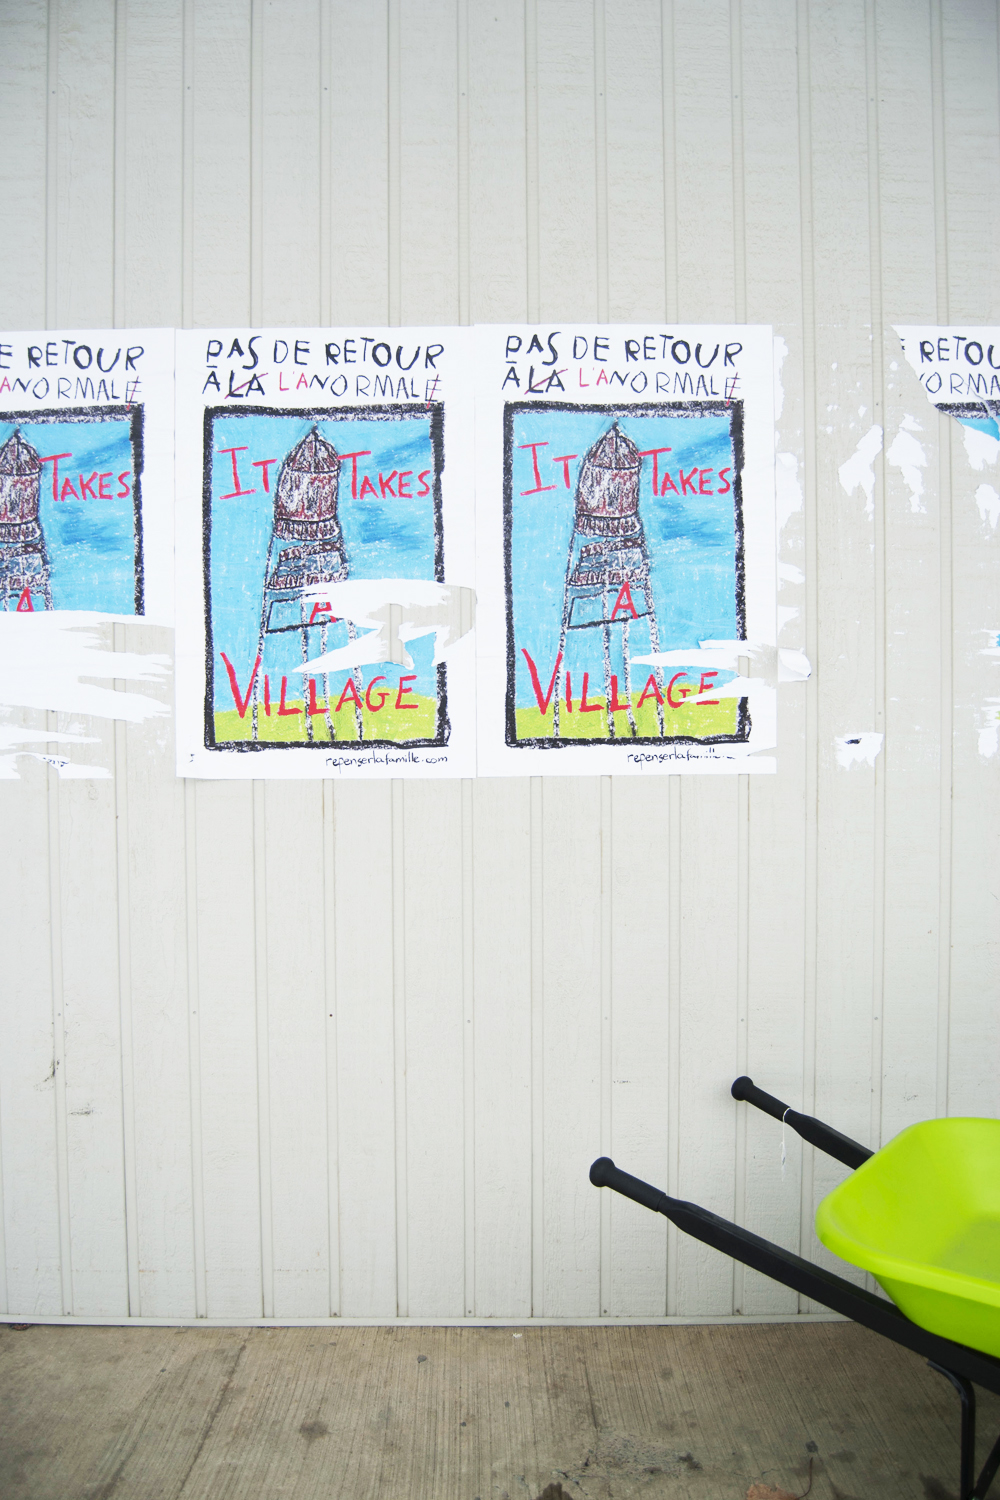 E RETOUR
ANORMALE
TAKES
A
PAS DE RETOUR
À LA L'ANORMALE
IT TAKES
A
VILLAGE
repenserlafamille.com
PAS DE RETOUR
À LA L'ANORMALE
IT TAKES
A
VILLAGE
repenserlafamille
RETOU
ORMA